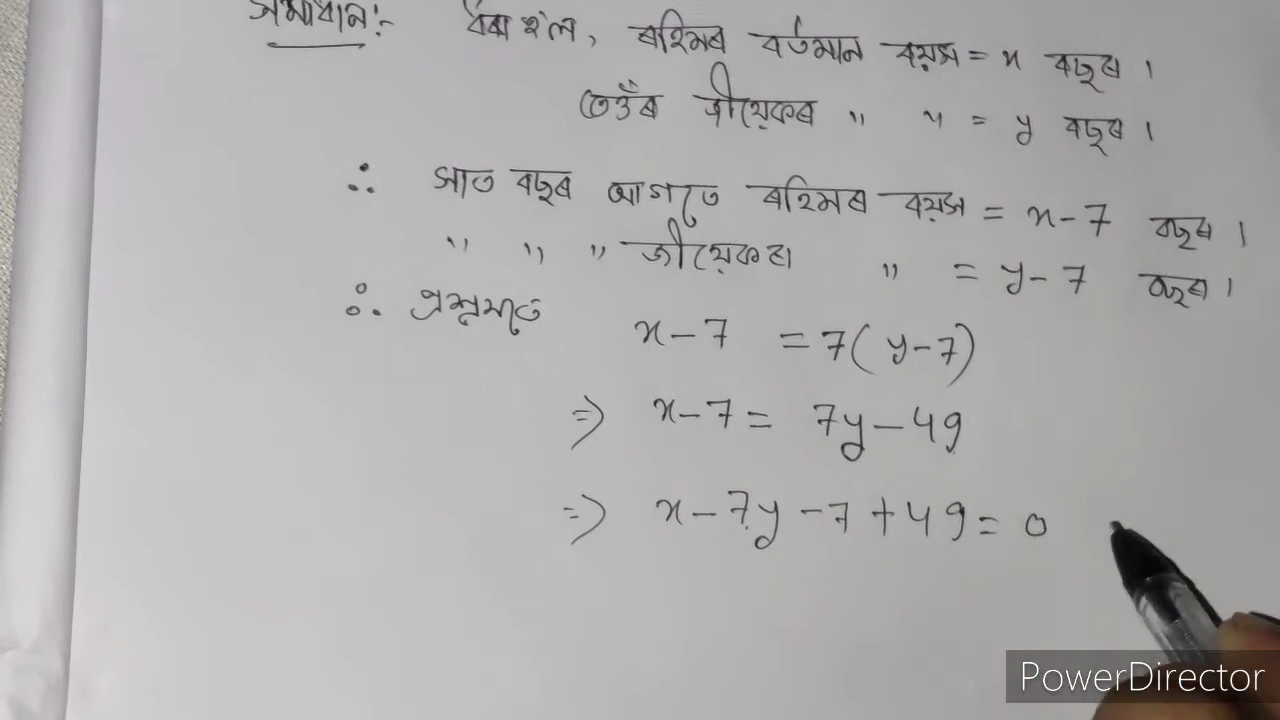 সমাধান:- ধৰা হ'ল, ৰহিমৰ বৰ্তমান বয়স = x বছৰ ।
তেওঁৰ জীয়েকৰ " " = y বছৰ ।
∴ সাত বছৰ আগতে ৰহিমৰ বয়স = x - 7 বছৰ ।
" " " জীয়েকৰ " = y - 7 বছৰ ।
∴ প্ৰশ্নমতে
x - 7 = 7(y - 7)
⇒ x - 7 = 7y - 49
⇒ x - 7y - 7 + 49 = 0
PowerDirector